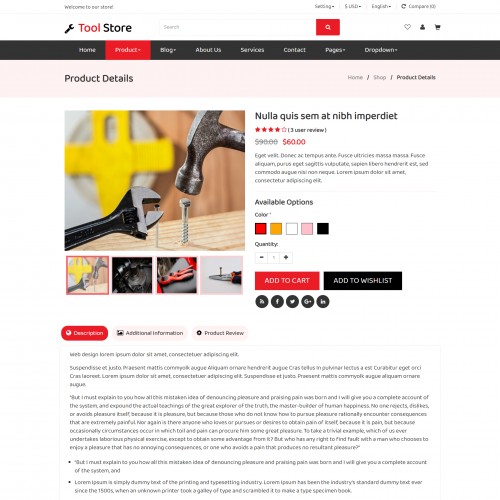 Welcome to our store!
Setting
$ USD
English
Compare (0)
Tool Store
Search
Home
Product
Blog
About Us
Services
Contact
Pages
Dropdown
Product Details
Home / Shop / Product Details
Nulla quis sem at nibh imperdiet
( 3 user review )
$90.00 $60.00
Eget velit. Donec ac tempus ante. Fusce ultricies massa massa. Fusce
aliquam, purus eget sagittis vulputate, sapien libero hendrerit est, sed
commodo augue nisi non neque. Lorem ipsum dolor sit amet,
consectetur adipiscing elit.
Available Options
Color *
Quantity:
1
ADD TO CART
ADD TO WISHLIST
Description
Additional Information
Product Review
Web design lorem ipsum dolor sit amet, consectetuer adipiscing elit.
Suspendisse et justo. Praesent mattis commyolk augue Aliquam ornare hendrerit augue Cras tellus In pulvinar lectus a est Curabitur eget orci
Cras laoreet. Lorem ipsum dolor sit amet, consectetuer adipiscing elit. Suspendisse et justo. Praesent mattis commyolk augue aliquam ornare
augue.
"But I must explain to you how all this mistaken idea of denouncing pleasure and praising pain was born and I will give you a complete account of
the system, and expound the actual teachings of the great explorer of the truth, the master-builder of human happiness. No one rejects, dislikes,
or avoids pleasure itself, because it is pleasure, but because those who do not know how to pursue pleasure rationally encounter consequences
that are extremely painful. Nor again is there anyone who loves or pursues or desires to obtain pain of itself, because it is pain, but because
occasionally circumstances occur in which toil and pain can procure him some great pleasure. To take a trivial example, which of us ever
undertakes laborious physical exercise, except to obtain some advantage from it? But who has any right to find fault with a man who chooses to
enjoy a pleasure that has no annoying consequences, or one who avoids a pain that produces no resultant pleasure?"
"But I must explain to you how all this mistaken idea of denouncing pleasure and praising pain was born and I will give you a complete account
of the system, and
Lorem Ipsum is simply dummy text of the printing and typesetting industry. Lorem Ipsum has been the industry's standard dummy text ever
since the 1500s, when an unknown printer took a galley of type and scrambled it to make a type specimen book.